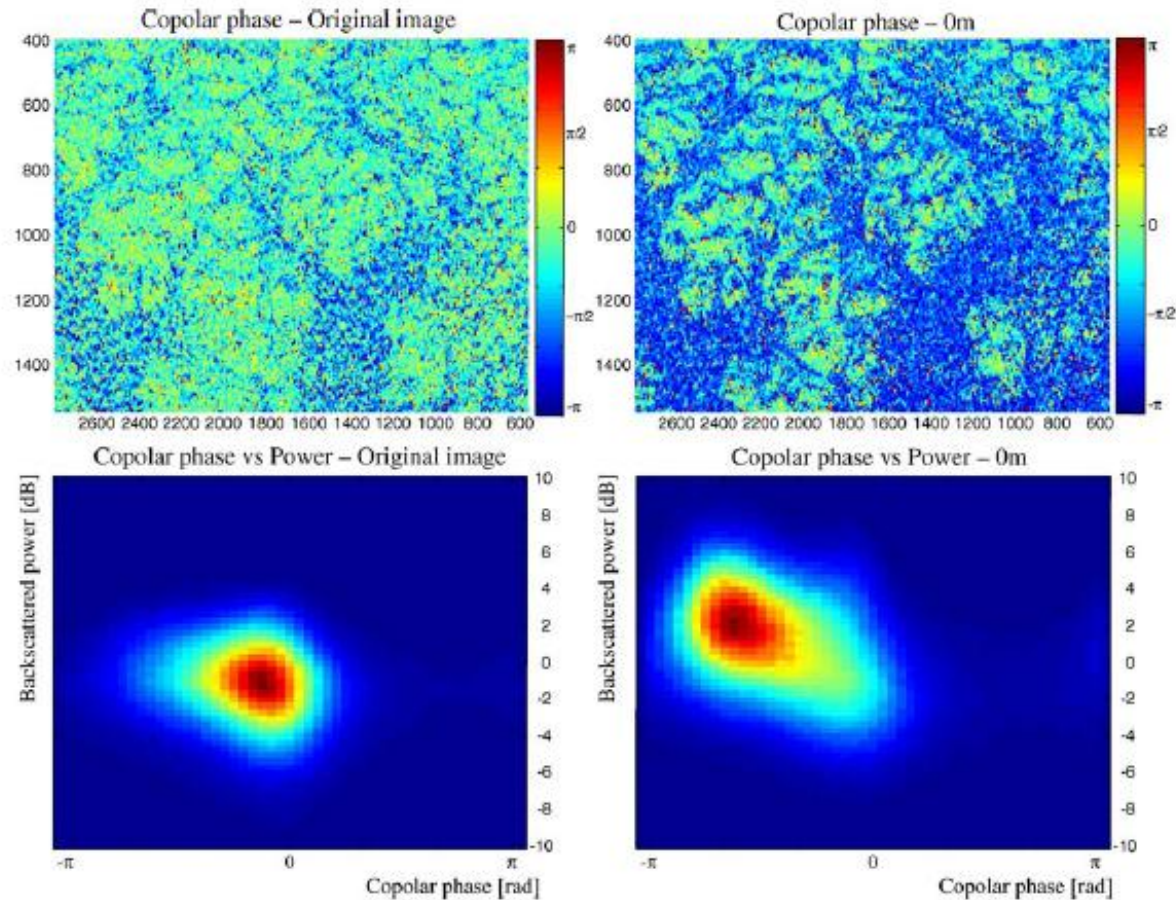 Copolar phase – Original image
400
600
800
1000
1200
1400
2600 2400 2200 2000 1800 1600 1400 1200 1000 800 600
π
π/2
0
-π/2
-π
Copolar phase – 0m
400
600
800
1000
1200
1400
2600 2400 2200 2000 1800 1600 1400 1200 1000 800 600
π
π/2
0
-π/2
-π
Copolar phase vs Power – Original image
Backscattered power [dB]
10
8
6
4
2
0
-2
-4
-6
-8
-10
-π 0 π
Copolar phase [rad]
Copolar phase vs Power – 0m
Backscattered power [dB]
10
8
6
4
2
0
-2
-4
-6
-8
-10
-π 0 π
Copolar phase [rad]